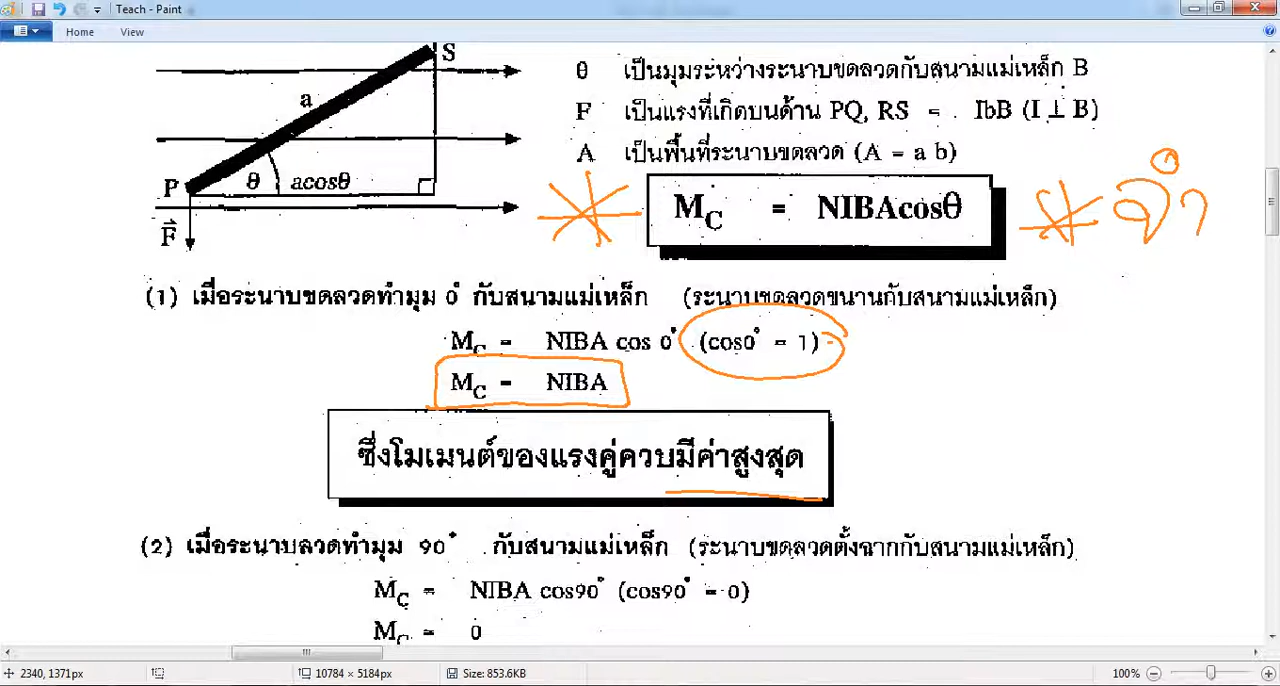 Teach - Paint
Home View
S
a
P θ acosθ
F
θ เป็นมุมระหว่างระนาบขดลวดกับสนามแม่เหล็ก B
F เป็นแรงที่เกิดบนด้าน PQ, RS = IbB (I ⊥ B)
A เป็นพื้นที่ระนาบขดลวด (A = a b)
M_C = NIBAcosθ
จำ
(1) เมื่อระนาบขดลวดทำมุม 0° กับสนามแม่เหล็ก (ระนาบขดลวดขนานกับสนามแม่เหล็ก)
M_C = NIBA cos 0° (cos0° = 1)
M_C = NIBA
ซึ่งโมเมนต์ของแรงคู่ควบมีค่าสูงสุด
(2) เมื่อระนาบลวดทำมุม 90° กับสนามแม่เหล็ก (ระนาบขดลวดตั้งฉากกับสนามแม่เหล็ก)
M_C = NIBA cos90° (cos90° = 0)
M_C = 0
2340, 1371px 10784 × 5184px Size: 853.6KB 100%